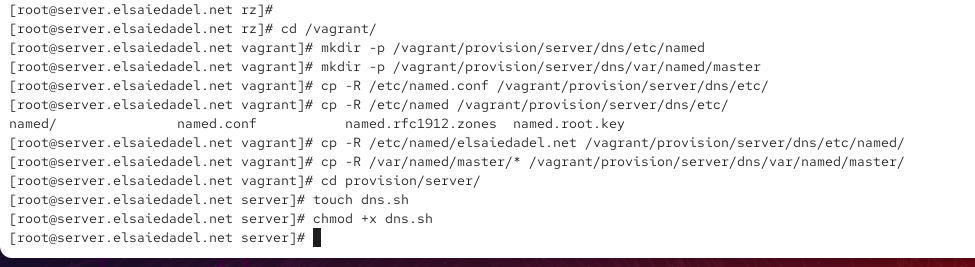 [root@server.elsaiedadel.net rz]#
[root@server.elsaiedadel.net rz]# cd /vagrant/
[root@server.elsaiedadel.net vagrant]# mkdir -p /vagrant/provision/server/dns/etc/named
[root@server.elsaiedadel.net vagrant]# mkdir -p /vagrant/provision/server/dns/var/named/master
[root@server.elsaiedadel.net vagrant]# cp -R /etc/named.conf /vagrant/provision/server/dns/etc/
[root@server.elsaiedadel.net vagrant]# cp -R /etc/named /vagrant/provision/server/dns/etc/
named/ named.conf named.rfc1912.zones named.root.key
[root@server.elsaiedadel.net vagrant]# cp -R /etc/named/elsaiedadel.net /vagrant/provision/server/dns/etc/named/
[root@server.elsaiedadel.net vagrant]# cp -R /var/named/master/* /vagrant/provision/server/dns/var/named/master/
[root@server.elsaiedadel.net vagrant]# cd provision/server/
[root@server.elsaiedadel.net server]# touch dns.sh
[root@server.elsaiedadel.net server]# chmod +x dns.sh
[root@server.elsaiedadel.net server]#